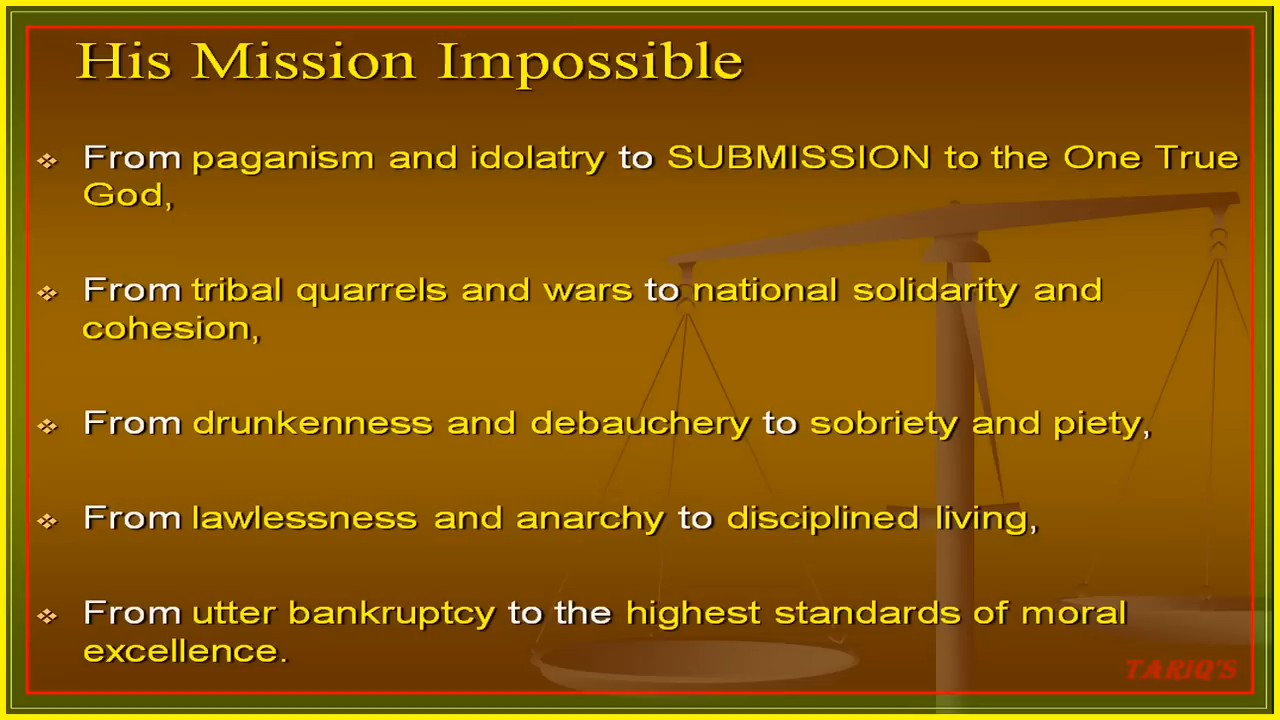 His Mission Impossible
From paganism and idolatry to SUBMISSION to the One True
God,
From tribal quarrels and wars to national solidarity and
cohesion,
From drunkenness and debauchery to sobriety and piety,
From lawlessness and anarchy to disciplined living,
From utter bankruptcy to the highest standards of moral
excellence.
TARIQ'S